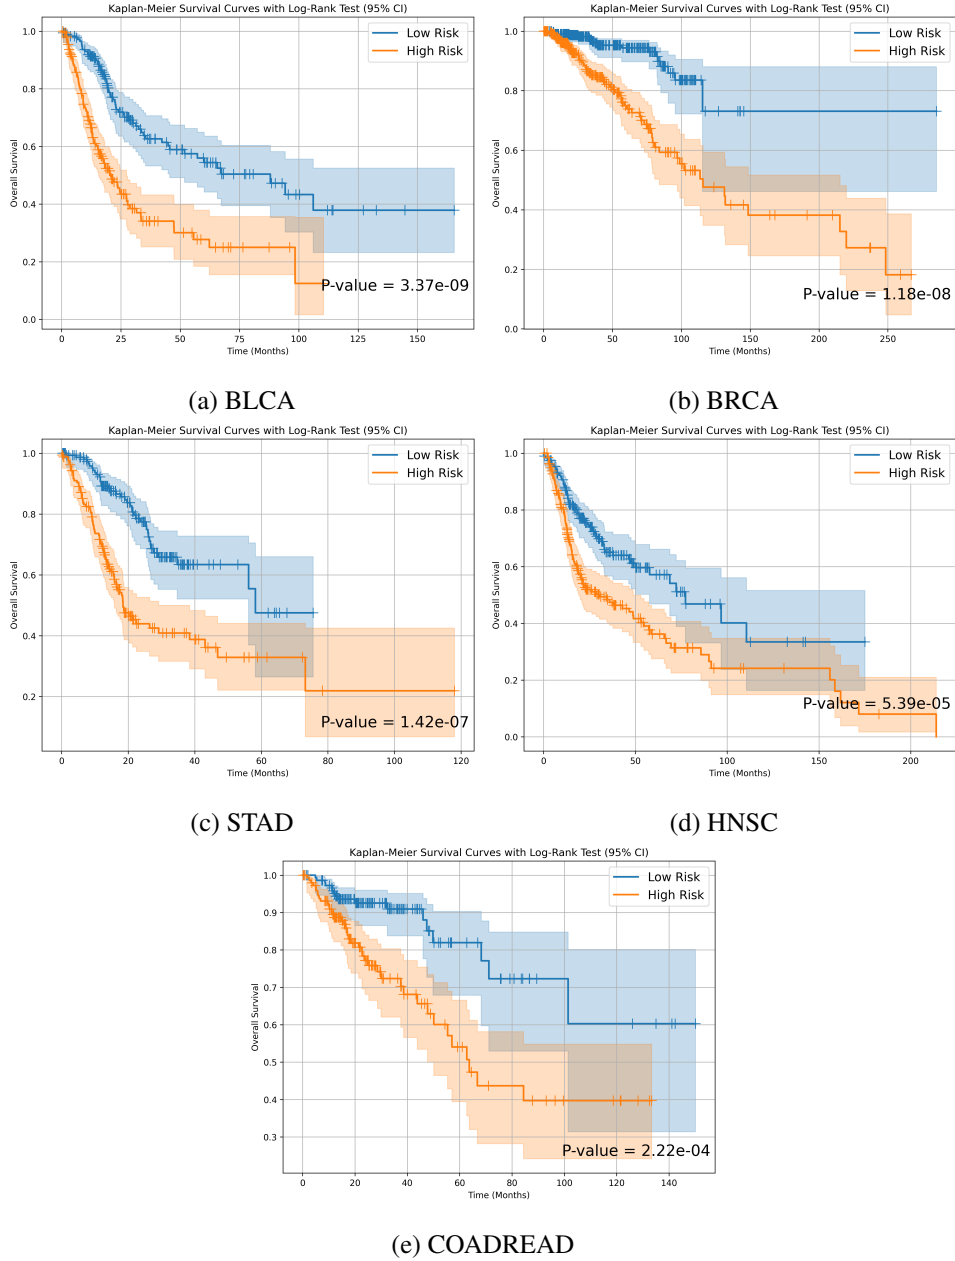 Kaplan-Meier Survival Curves with Log-Rank Test (95% CI)
Low Risk
High Risk
1.0
0.8
0.6
0.4
0.2
0.0
Overall Survival
P-value = 3.37e-09
0 25 50 75 100 125 150
Time (Months)
(a) BLCA
Kaplan-Meier Survival Curves with Log-Rank Test (95% CI)
Low Risk
High Risk
1.0
0.8
0.6
0.4
0.2
0.0
Overall Survival
P-value = 1.18e-08
0 50 100 150 200 250
Time (Months)
(b) BRCA
Kaplan-Meier Survival Curves with Log-Rank Test (95% CI)
Low Risk
High Risk
1.0
0.8
0.6
0.4
0.2
Overall Survival
P-value = 1.42e-07
0 20 40 60 80 100 120
Time (Months)
(c) STAD
Kaplan-Meier Survival Curves with Log-Rank Test (95% CI)
Low Risk
High Risk
1.0
0.8
0.6
0.4
0.2
0.0
Overall Survival
P-value = 5.39e-05
0 50 100 150 200
Time (Months)
(d) HNSC
Kaplan-Meier Survival Curves with Log-Rank Test (95% CI)
Low Risk
High Risk
1.0
0.9
0.8
0.7
0.6
0.5
0.4
0.3
Overall Survival
P-value = 2.22e-04
0 20 40 60 80 100 120 140
Time (Months)
(e) COADREAD